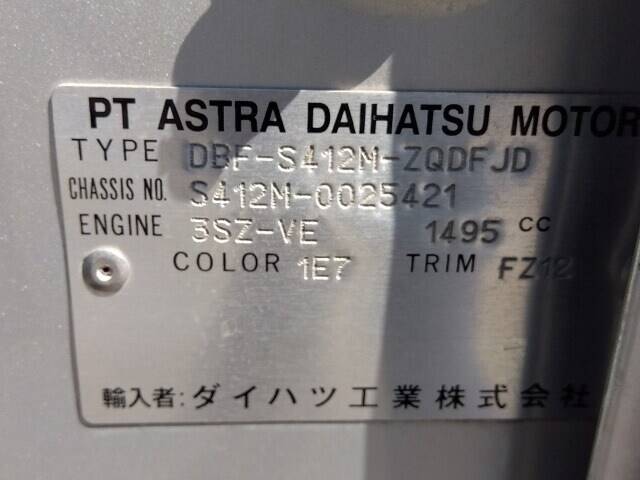 PT ASTRA DAIHATSU MOTOR
TYPE DBF-S412M-ZQDFJD
CHASSIS NO. S412M-0025421
ENGINE 3SZ-VE 1495 CC
COLOR 1E7 TRIM FZ12
輸入者: ダイハツ工業株式会社